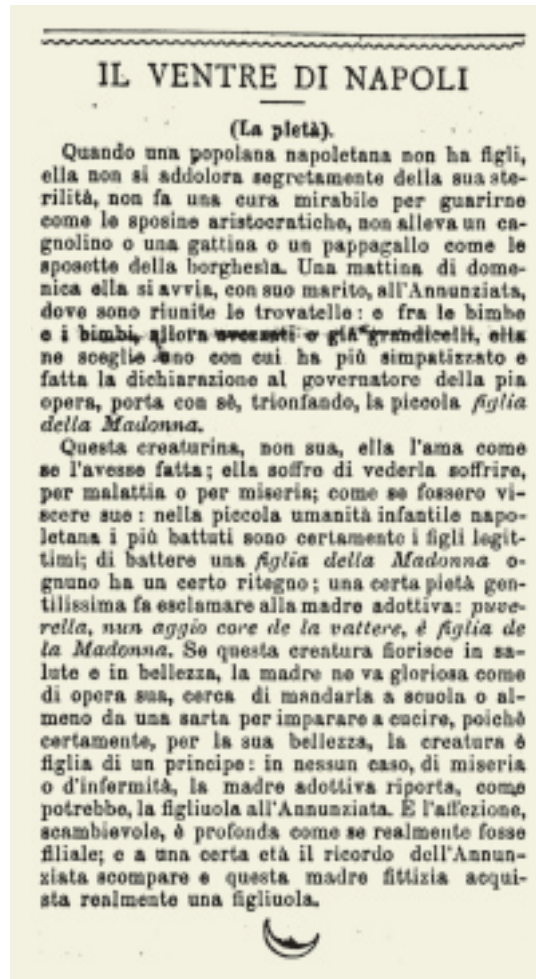 IL VENTRE DI NAPOLI
(La pietà).
Quando una popolana napoletana non ha figli,
ella non si addolora segretamente della sua ste-
rilità, non fa una cura mirabile per guarirne
come le sposine aristocratiche, non alleva un ca-
gnolino o una gattina o un pappagallo come le
sposette della borghesìa. Una mattina di dome-
nica ella si avvia, con suo marito, all'Annunziata,
dove sono riunite le trovatelle: e fra le bimbe
e i bimbi, allora svezzati o già grandicelli, ella
ne sceglie uno con cui ha più simpatizzato e
fatta la dichiarazione al governatore della pia
opera, porta con sè, trionfando, la piccola figlia
della Madonna.
Questa creaturina, non sua, ella l'ama come
se l'avesse fatta; ella soffre di vederla soffrire,
per malattia o per miseria; come se fossero vi-
scere sue: nella piccola umanità infantile napo-
letana i più battuti sono certamente i figli legit-
timi; di battere una figlia della Madonna o-
gnuno ha un certo ritegno; una certa pietà gen-
tilissima fa esclamare alla madre adottiva: puve-
rella, nun aggio core de la vattere, è figlia de
la Madonna. Se questa creatura fiorisce in sa-
lute e in bellezza, la madre ne va gloriosa come
di opera sua, cerca di mandarla a scuola o al-
meno da una sarta per imparare a cucire, poichè
certamente, per la sua bellezza, la creatura è
figlia di un principe: in nessun caso, di miseria
o d'infermità, la madre adottiva riporta, come
potrebbe, la figliuola all'Annunziata. E l'affezione,
scambievole, è profonda come se realmente fosse
filiale; e a una certa età il ricordo dell'Annun-
ziata scompare e questa madre fittizia acqui-
sta realmente una figliuola.